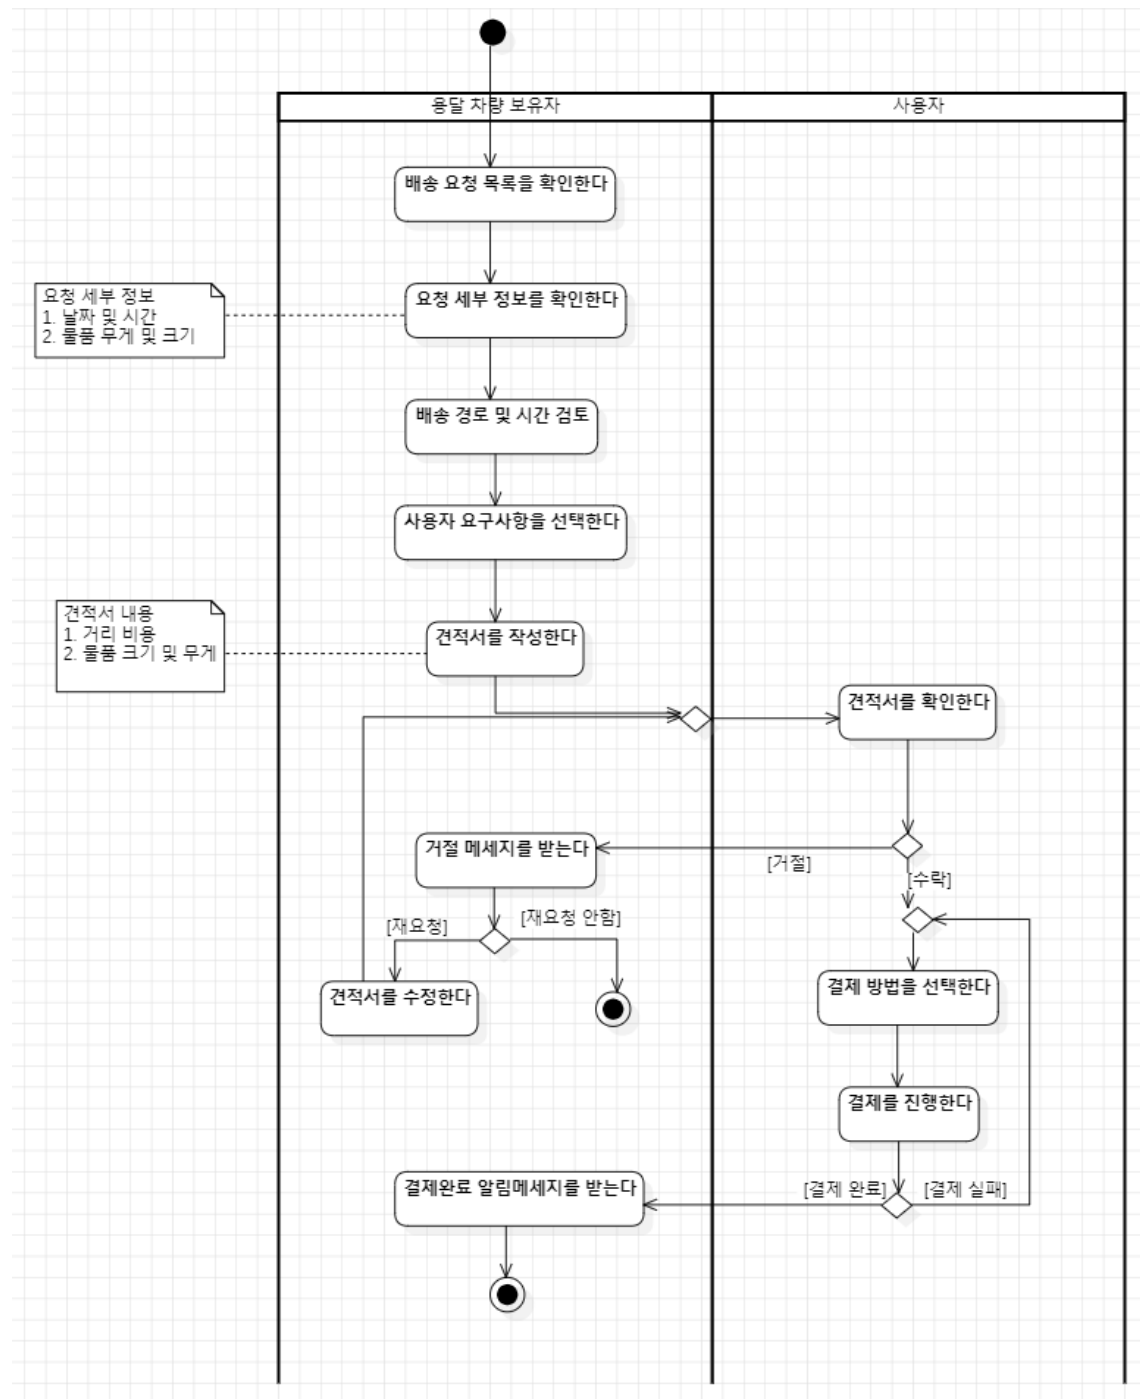 용달 차량 보유자
사용자
배송 요청 목록을 확인한다
요청 세부 정보
1. 날짜 및 시간
2. 물품 무게 및 크기
요청 세부 정보를 확인한다
배송 경로 및 시간 검토
사용자 요구사항을 선택한다
견적서 내용
1. 거리 비용
2. 물품 크기 및 무게
견적서를 작성한다
견적서를 확인한다
거절 메세지를 받는다
[거절]
[수락]
[재요청]
[재요청 안함]
견적서를 수정한다
결제 방법을 선택한다
결제를 진행한다
결제완료 알림메세지를 받는다
[결제 완료]
[결제 실패]